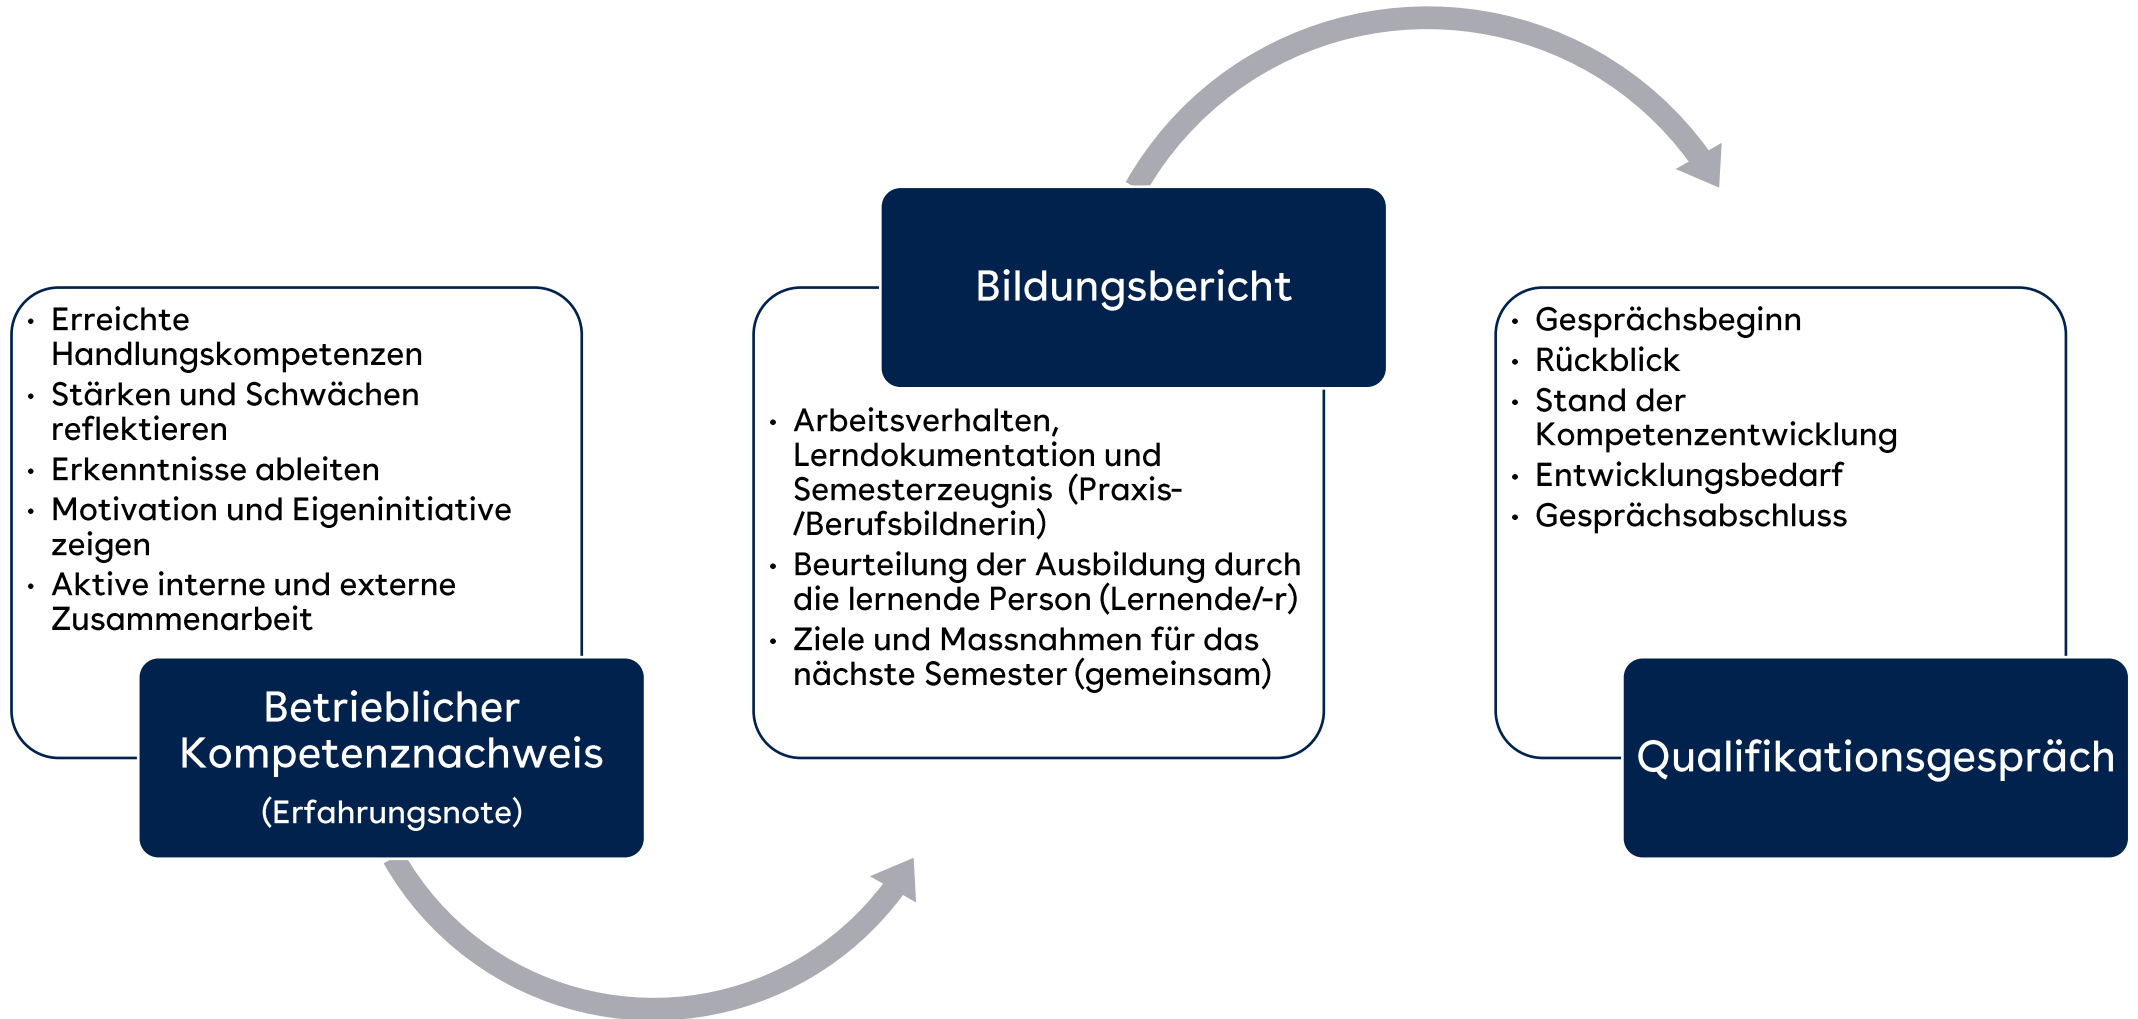 • Erreichte
Handlungskompetenzen
• Stärken und Schwächen
reflektieren
• Erkenntnisse ableiten
• Motivation und Eigeninitiative
zeigen
• Aktive interne und externe
Zusammenarbeit
Betrieblicher
Kompetenznachweis
(Erfahrungsnote)
Bildungsbericht
• Arbeitsverhalten,
Lerndokumentation und
Semesterzeugnis  (Praxis-
/Berufsbildnerin)
• Beurteilung der Ausbildung durch
die lernende Person (Lernende/-r)
• Ziele und Massnahmen für das
nächste Semester (gemeinsam)
• Gesprächsbeginn
• Rückblick
• Stand der
Kompetenzentwicklung
• Entwicklungsbedarf
• Gesprächsabschluss
Qualifikationsgespräch